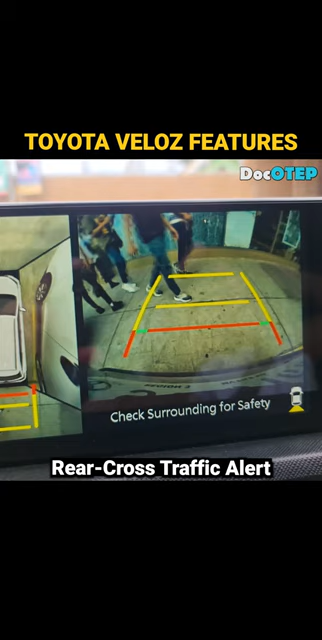 TOYOTA VELOZ FEATURES
DocOTEP
Check Surrounding for Safety
Rear-Cross Traffic Alert